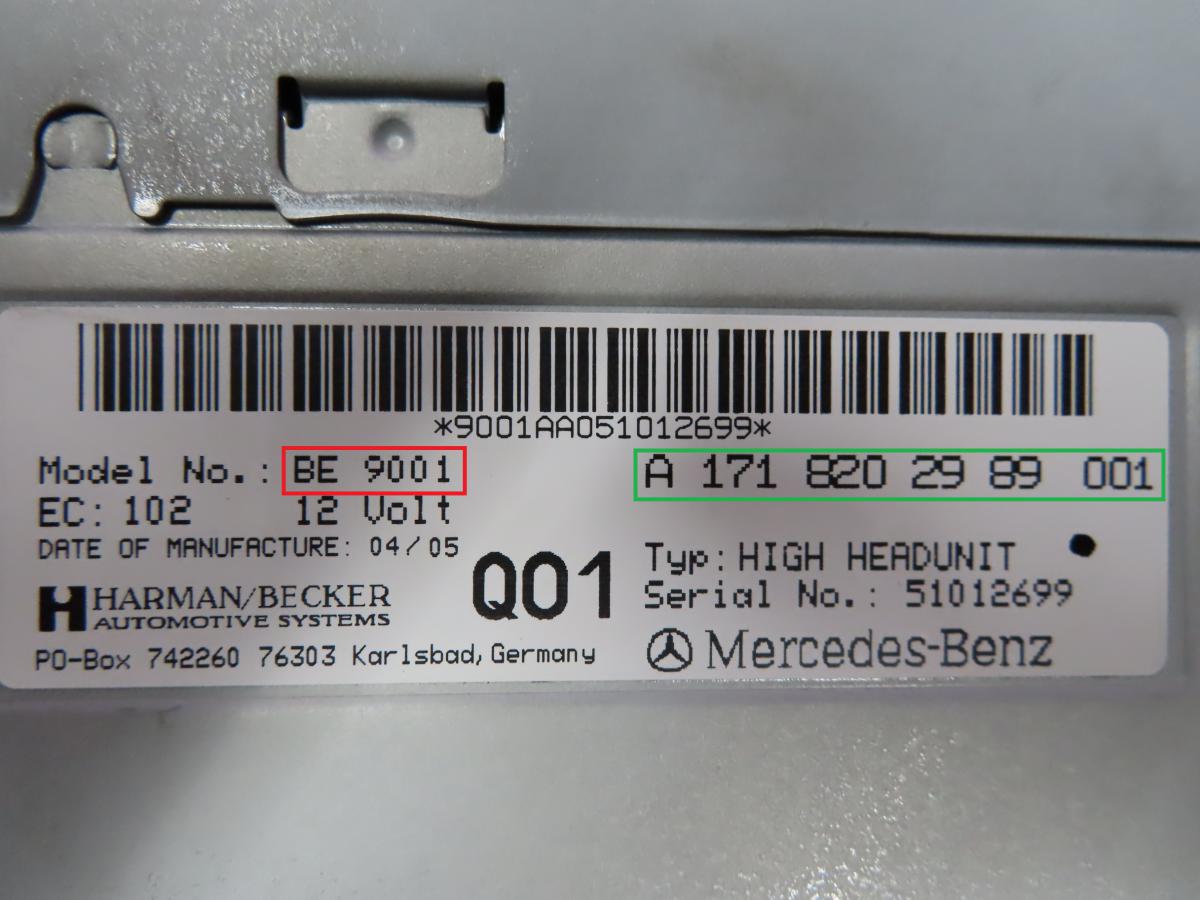 *9001AA051012699*
Model No.: BE 9001 A 171 820 29 89 001
EC: 102 12 Volt
DATE OF MANUFACTURE: 04/05
Q01
Typ: HIGH HEADUNIT
HARMAN/BECKER
AUTOMOTIVE SYSTEMS
Serial No.: 51012699
PO-Box 742260 76303 Karlsbad, Germany
Mercedes-Benz